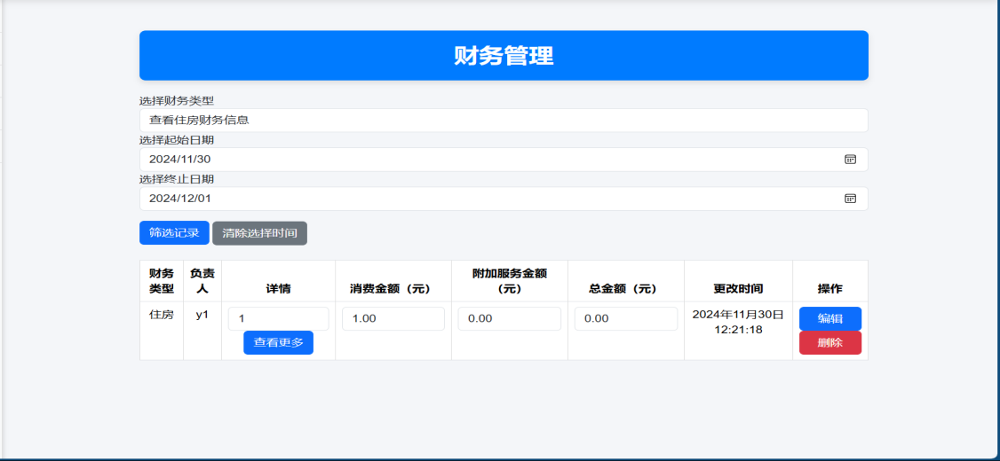 财务管理
选择财务类型
查看住房财务信息
选择起始日期
2024/11/30
选择终止日期
2024/12/01
筛选记录 清除选择时间
财务类型 负责人 详情 消费金额（元） 附加服务金额（元） 总金额（元） 更改时间 操作
住房 y1 1 1.00 0.00 0.00 2024年11月30日 编辑
查看更多 12:21:18 删除